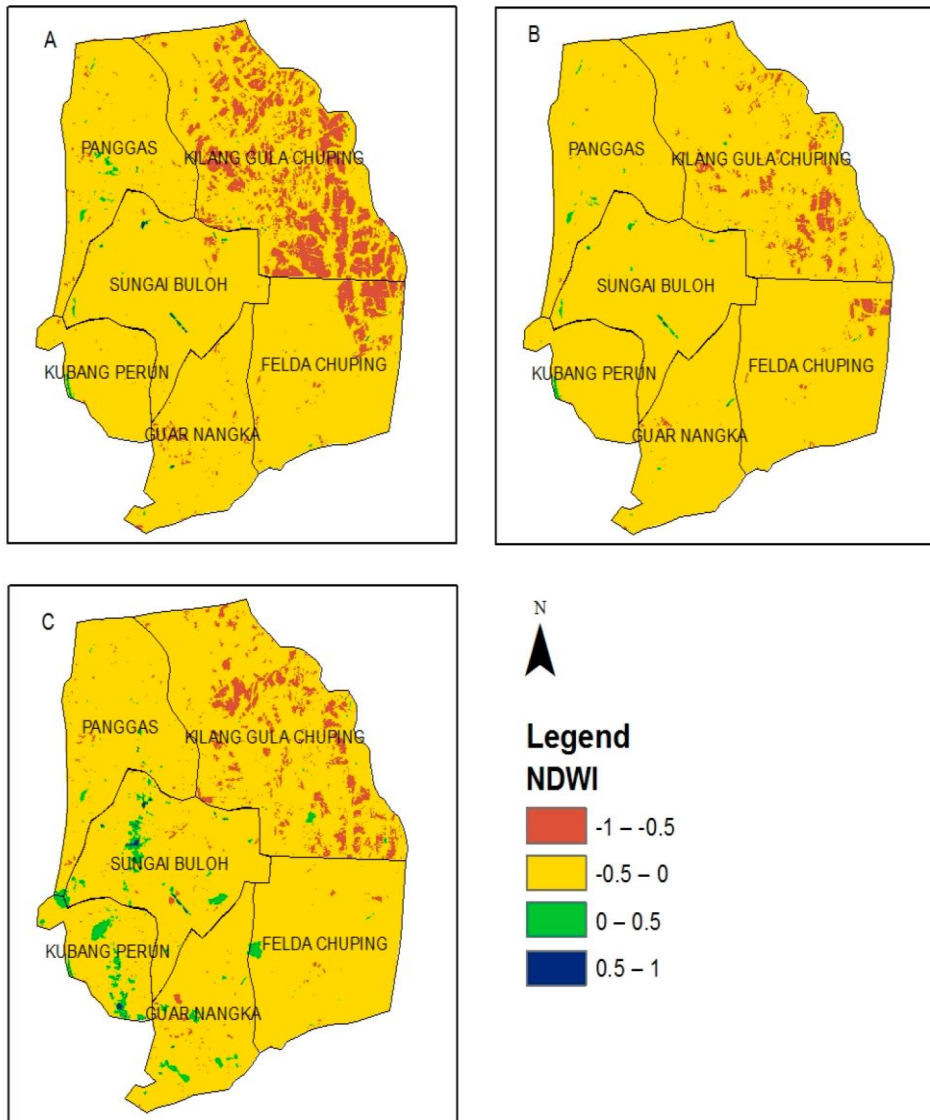 A
PANGGAS
KILANG GULA CHUPING
SUNGAI BULOH
KUBANG PERUN
FELDA CHUPING
GUAR NANGKA
B
PANGGAS
KILANG GULA CHUPING
SUNGAI BULOH
KUBANG PERUN
FELDA CHUPING
GUAR NANGKA
C
PANGGAS
KILANG GULA CHUPING
SUNGAI BULOH
KUBANG PERUN
FELDA CHUPING
GUAR NANGKA
N
Legend
NDWI
-1 – -0.5
-0.5 – 0
0 – 0.5
0.5 – 1